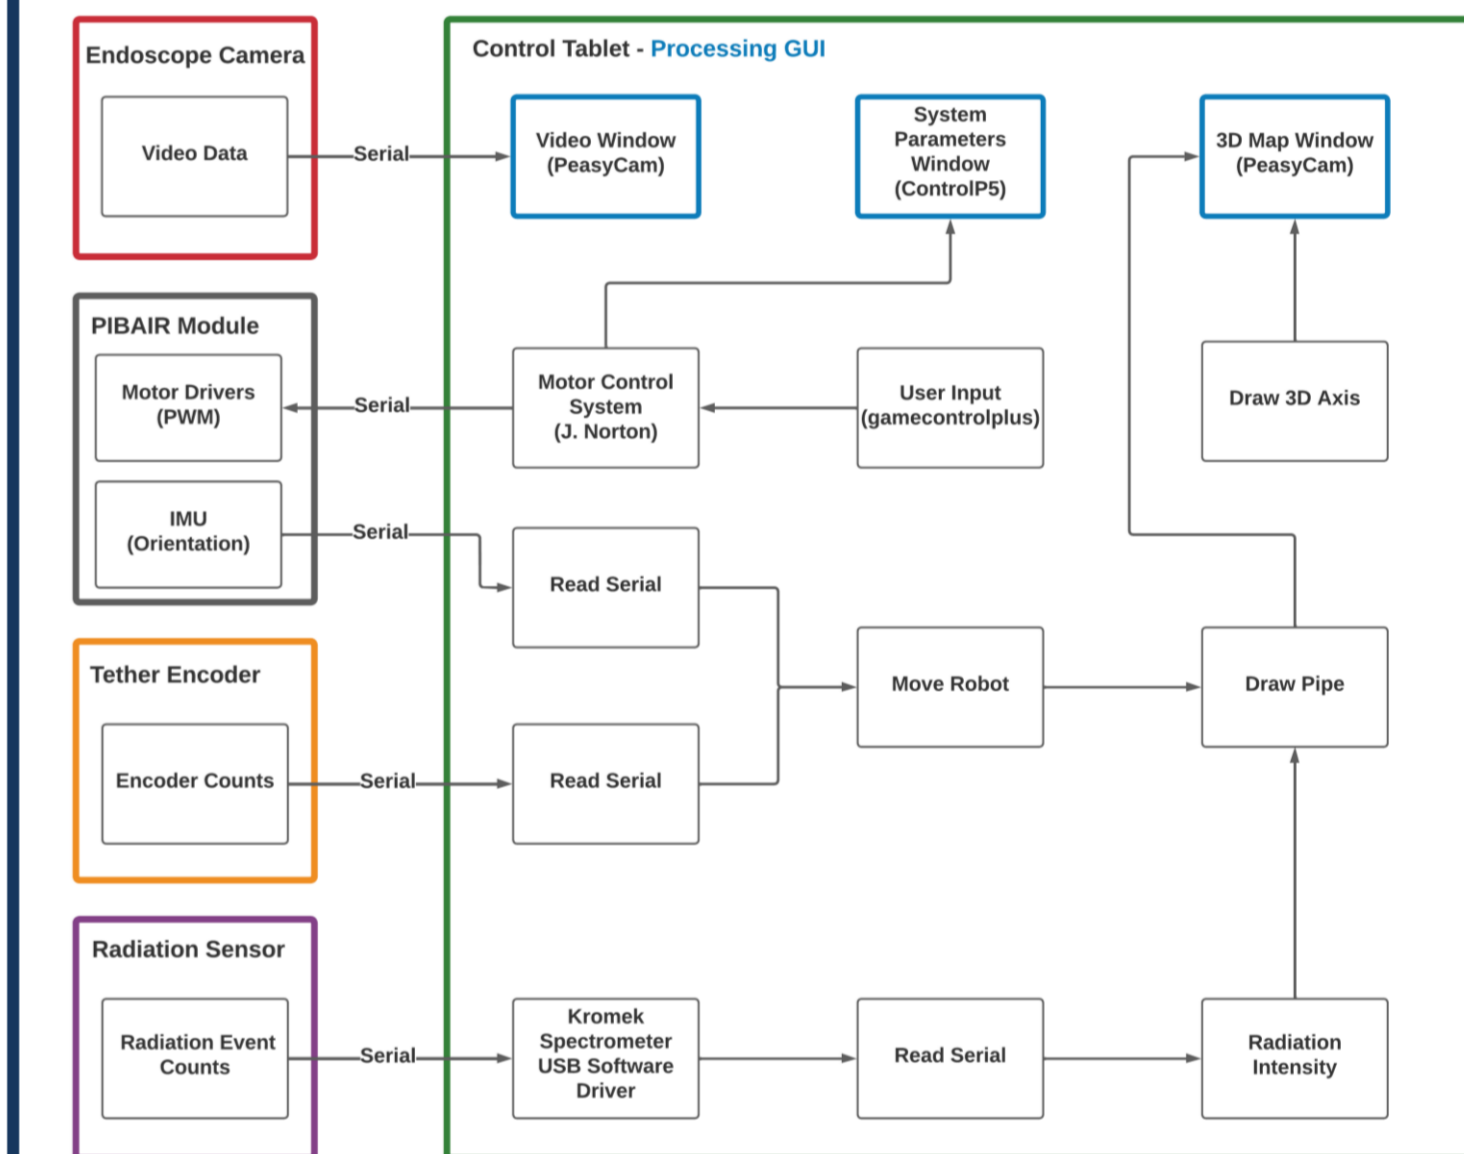 Endoscope Camera
Video Data
Serial
Control Tablet - Processing GUI
Video Window
(PeasyCam)
System
Parameters
Window
(ControlP5)
3D Map Window
(PeasyCam)
PIBAIR Module
Motor Drivers
(PWM)
Serial
Motor Control
System
(J. Norton)
User Input
(gamecontrolplus)
Draw 3D Axis
IMU
(Orientation)
Serial
Read Serial
Tether Encoder
Encoder Counts
Serial
Read Serial
Move Robot
Draw Pipe
Radiation Sensor
Radiation Event
Counts
Serial
Kromek
Spectrometer
USB Software
Driver
Read Serial
Radiation
Intensity